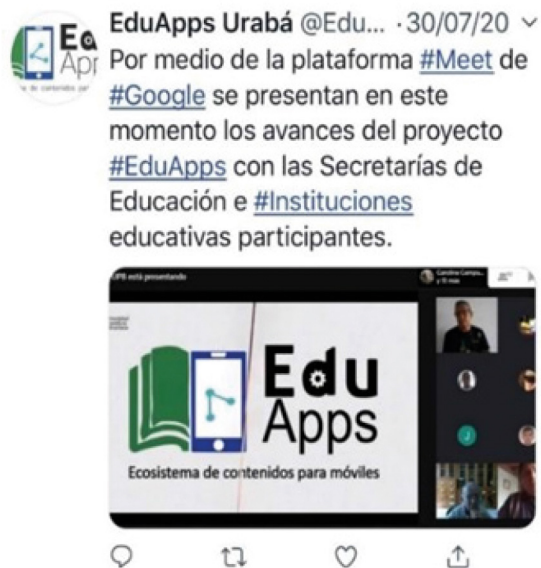 EduApps Urabá @Edu... · 30/07/20
Por medio de la plataforma #Meet de
#Google se presentan en este
momento los avances del proyecto
#EduApps con las Secretarías de
Educación e #Instituciones
educativas participantes.
UPB está presentando
Edu
Apps
Ecosistema de contenidos para móviles
J